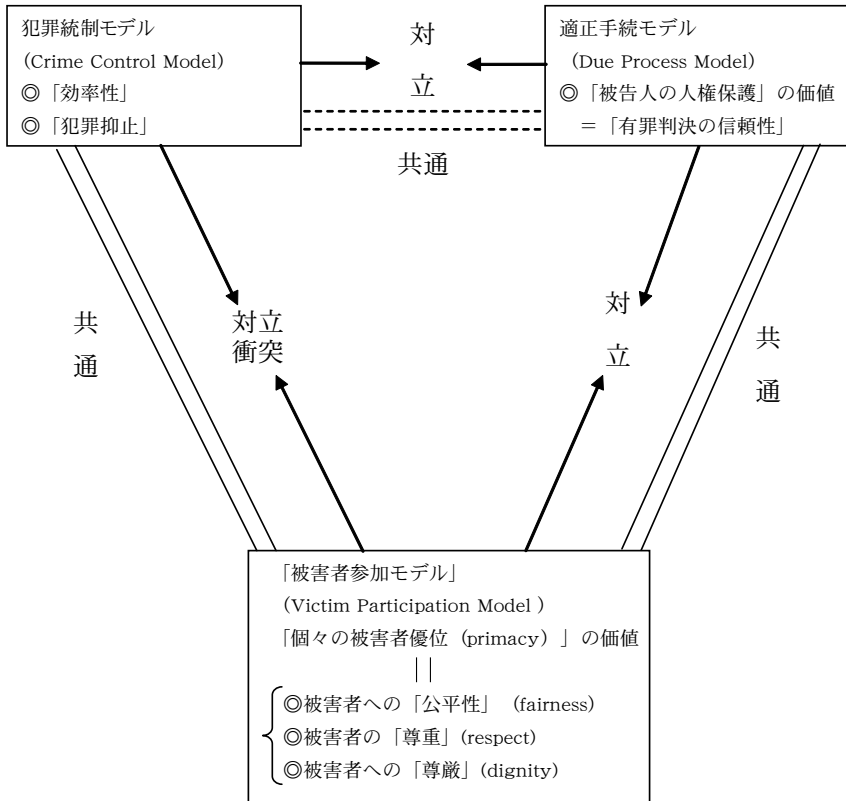 犯罪統制モデル
(Crime Control Model)
◎「効率性」
◎「犯罪抑止」
対
立
共通
適正手続モデル
(Due Process Model)
◎「被告人の人権保護」の価値
＝「有罪判決の信頼性」
共
通
対立
衝突
対
立
共
通
「被害者参加モデル」
(Victim Participation Model )
「個々の被害者優位 (primacy) 」の価値
||
◎被害者への「公平性」 (fairness)
◎被害者の「尊重」(respect)
◎被害者への「尊厳」(dignity)